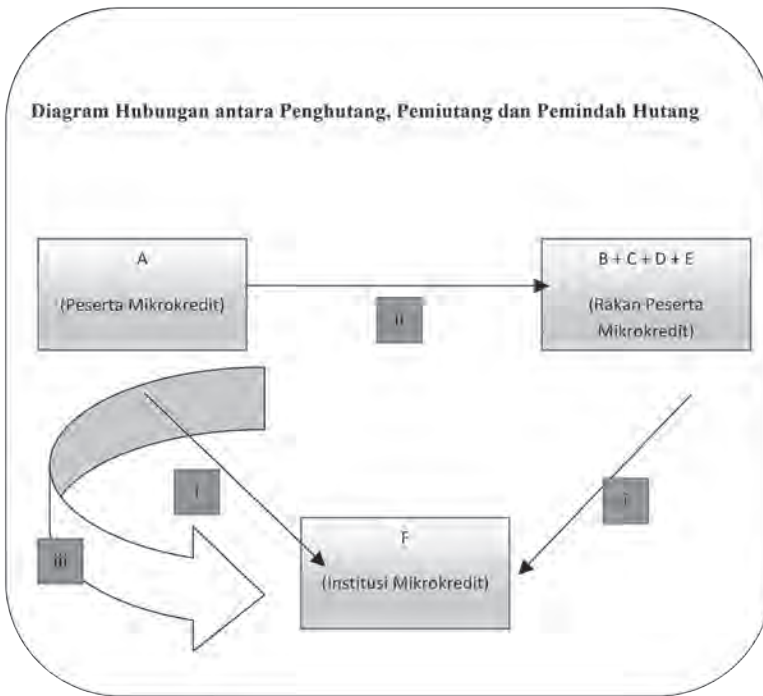 Diagram Hubungan antara Penghutang, Pemiutang dan Pemindah Hutang
A
(Peserta Mikrokredit)
B + C + D + E
(Rakan Peserta
Mikrokredit)
ii
i
i
iii
F
(Institusi Mikrokredit)